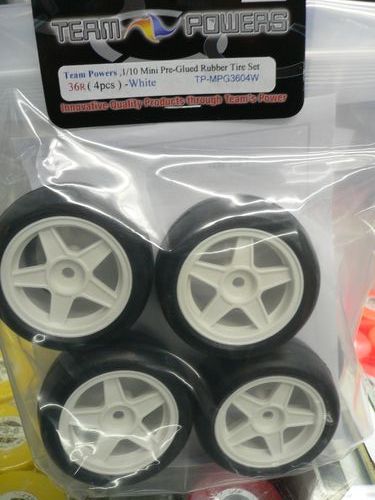 TEAM POWERS
Team Powers ,1/10 Mini Pre-Glued Rubber Tire Set
36R ( 4pcs ) -White TP-MPG3604W
Innovative Quality Products through Team's Power